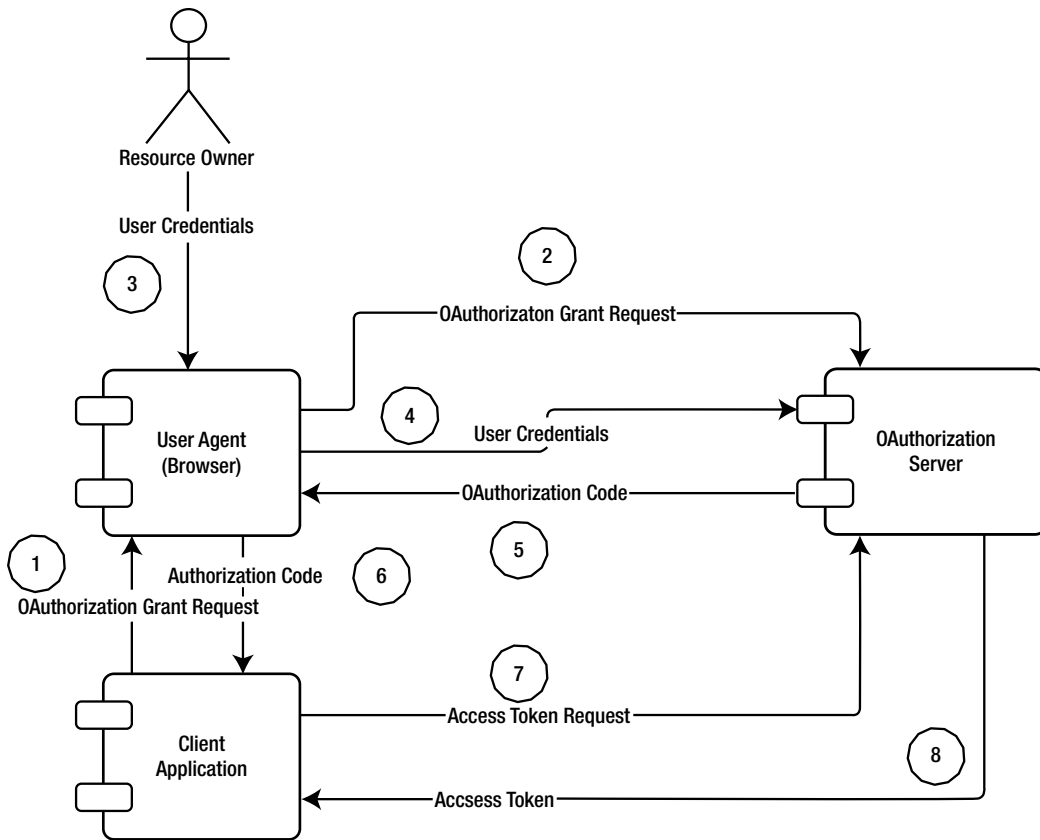 Resource Owner
User Credentials
3
2
OAuthorizaton Grant Request
4
User Credentials
User Agent
(Browser)
OAuthorization
Server
OAuthorization Code
5
1
Authorization Code
6
OAuthorization Grant Request
7
Access Token Request
Client
Application
8
Accsess Token